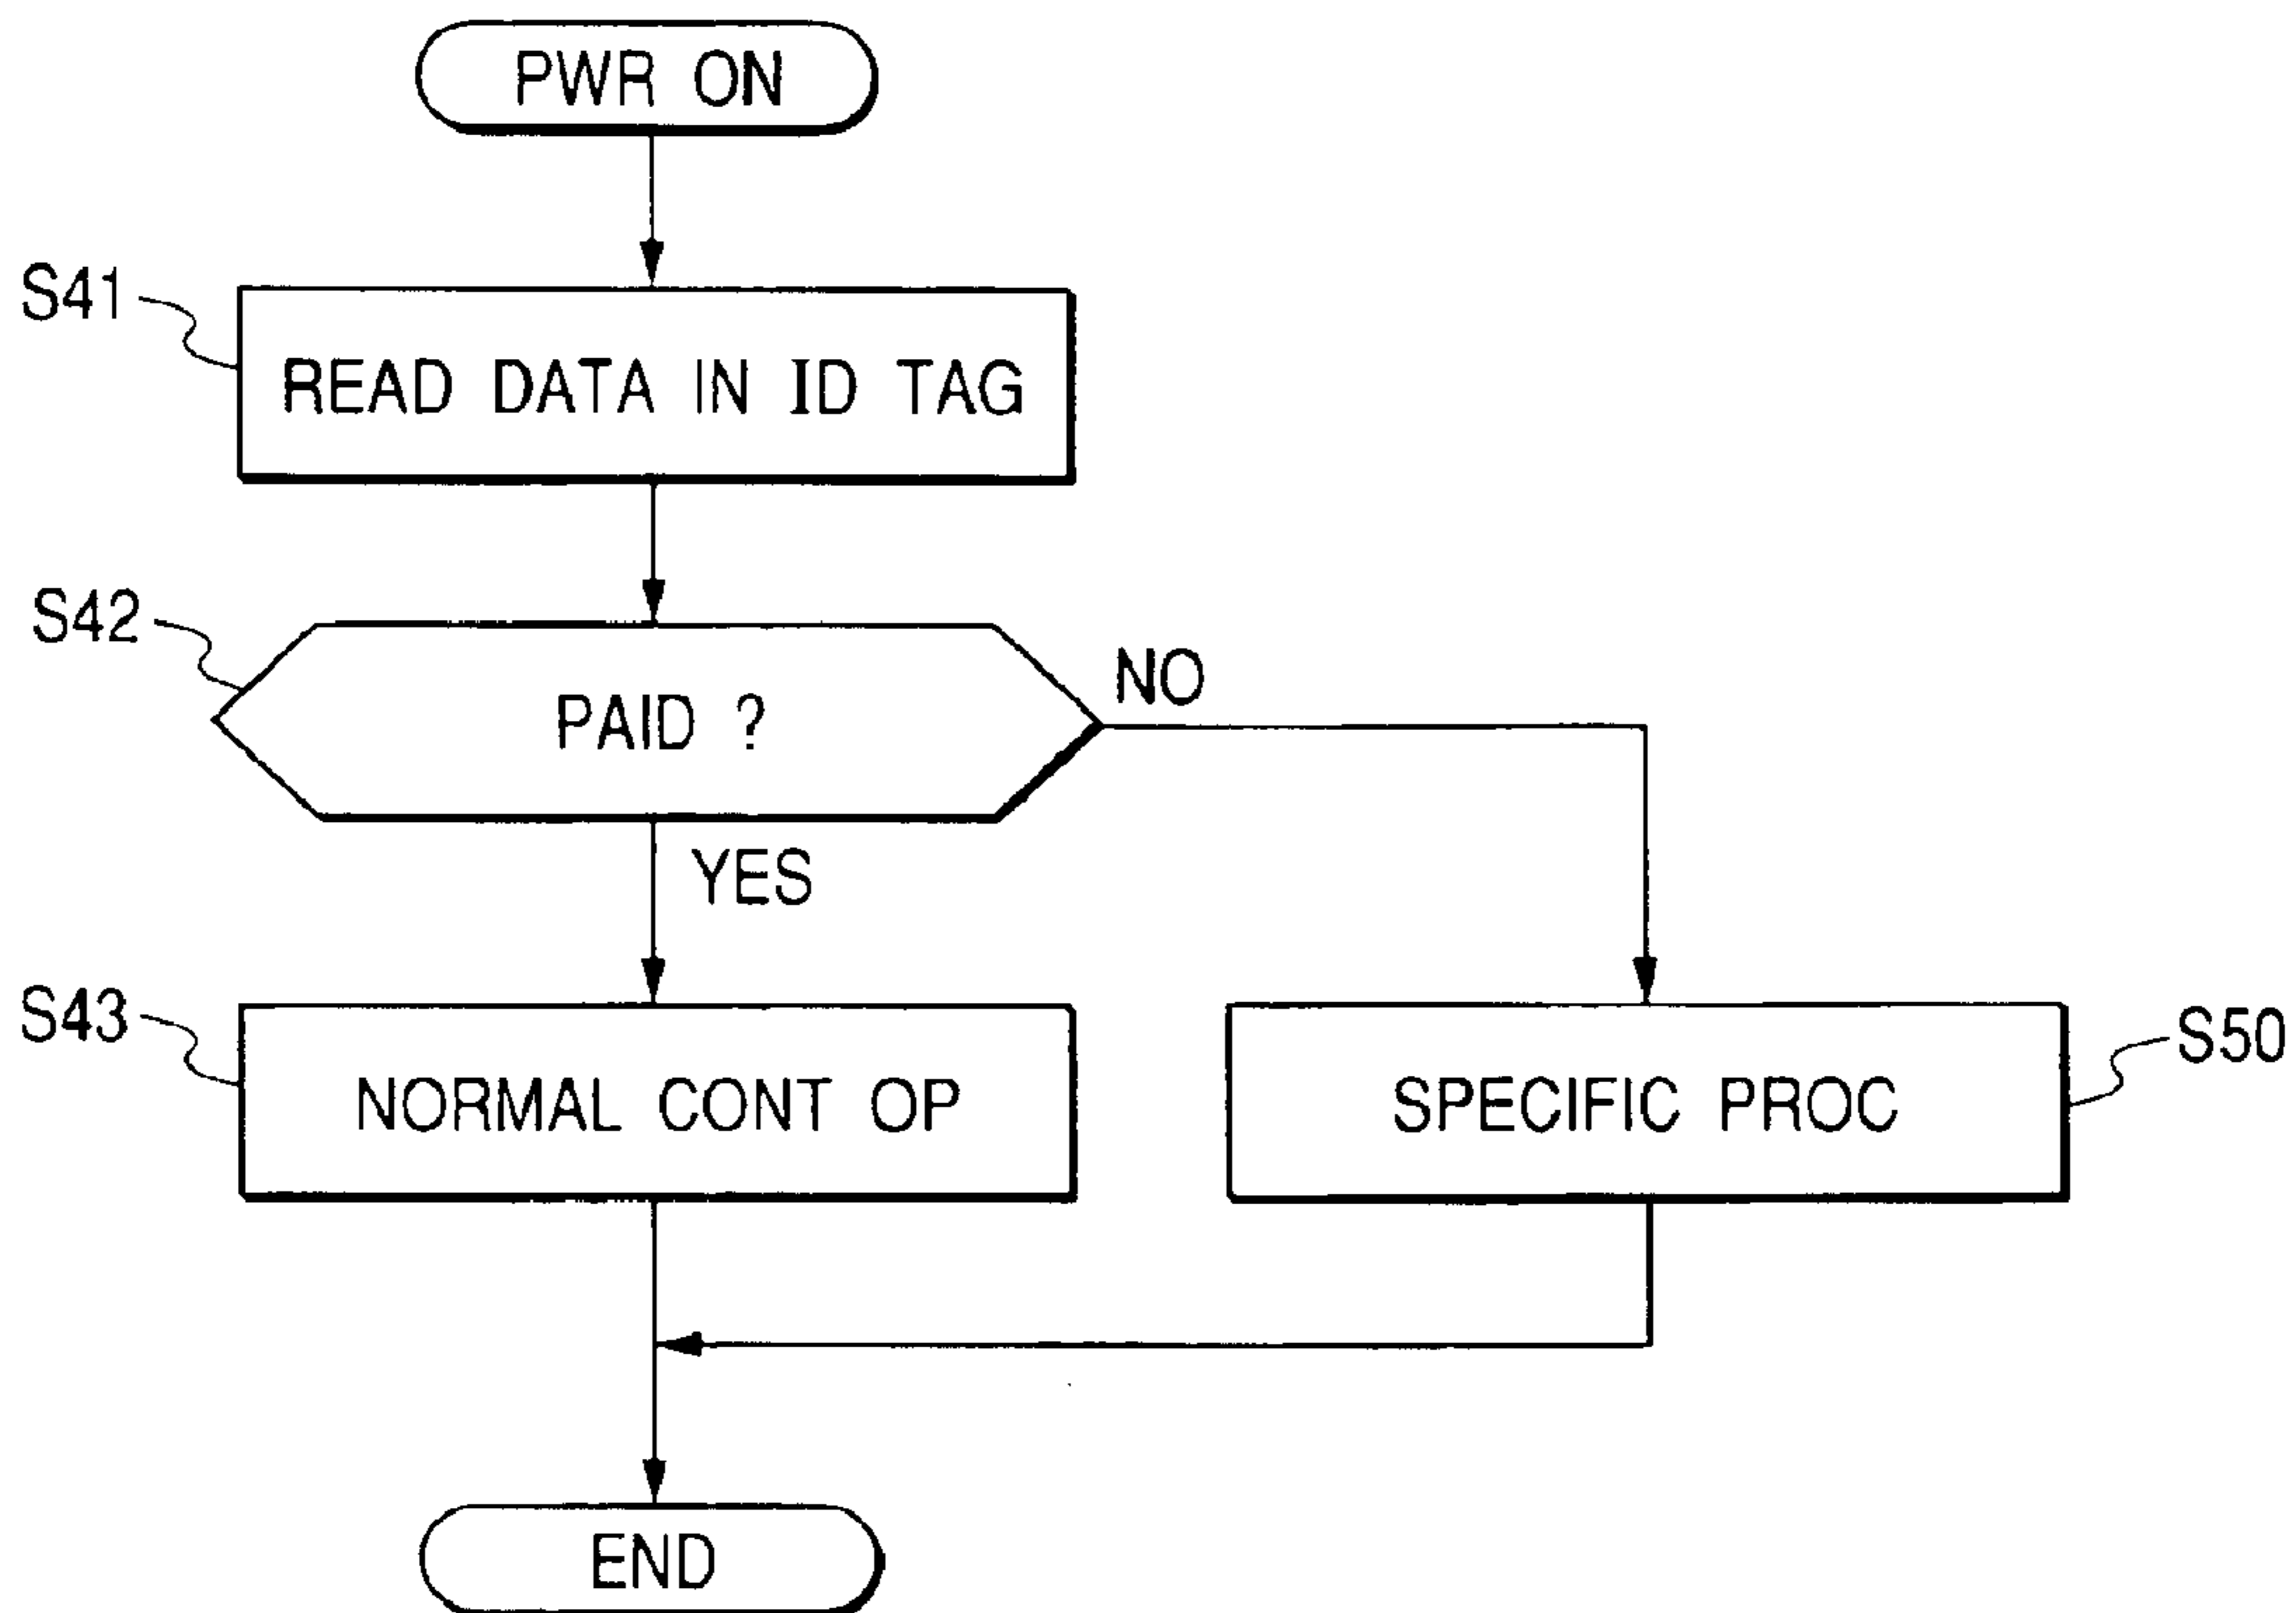 PWR ON
S41
READ DATA IN ID TAG
S42
PAID ?
NO
YES
S43
NORMAL CONT OP
SPECIFIC PROC
S50
END